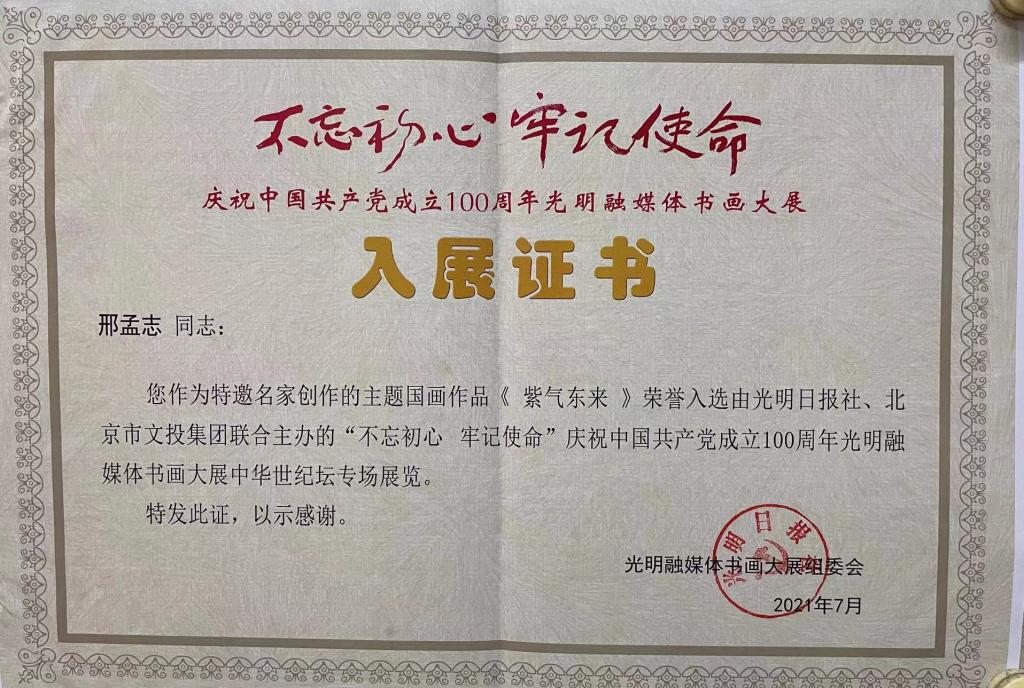 不忘初心 牢记使命
庆祝中国共产党成立100周年光明融媒体书画大展
入展证书
邢孟志 同志：
您作为特邀名家创作的主题国画作品《 紫气东来 》荣誉入选由光明日报社、北
京市文投集团联合主办的“不忘初心 牢记使命”庆祝中国共产党成立100周年光明融
媒体书画大展中华世纪坛专场展览。
特发此证，以示感谢。
光明日报社
光明融媒体书画大展组委会
2021年7月